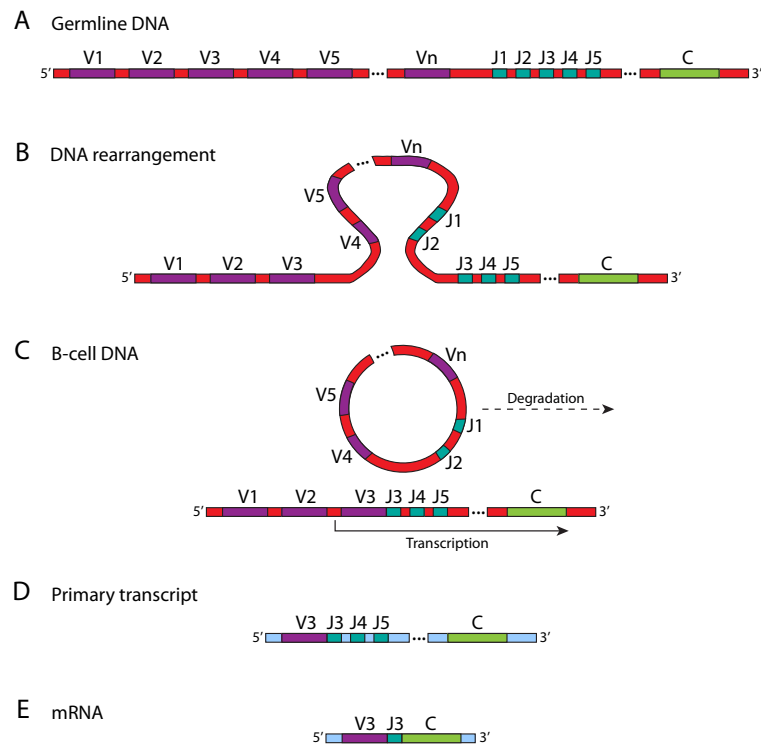 A Germline DNA
V1 V2 V3 V4 V5 Vn J1 J2 J3 J4 J5 C
5′ ... ... 3′
B DNA rearrangement
... Vn
V5
J1
V4 J2
V1 V2 V3 J3 J4 J5 C
5′ ... 3′
C B-cell DNA
... Vn
V5
Degradation
J1
V4 J2
V1 V2 V3 J3 J4 J5 C
5′ ... 3′
Transcription
D Primary transcript
V3 J3 J4 J5 C
5′ ... 3′
E mRNA
V3 J3 C
5′ 3′